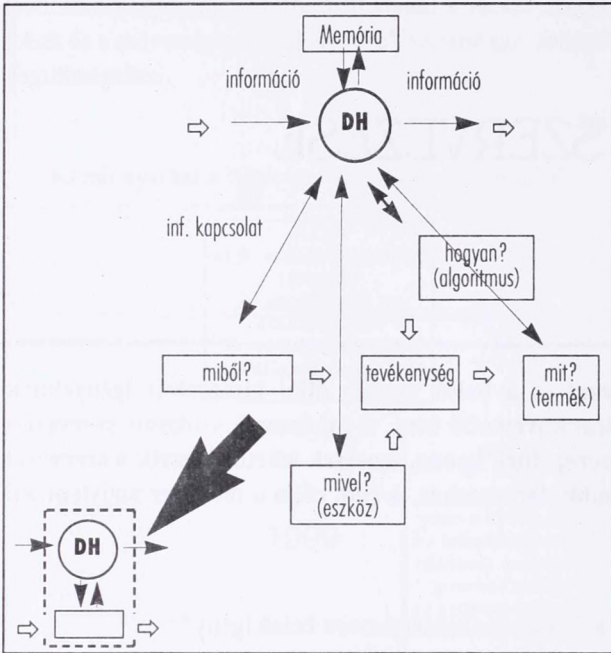 Memória
információ
információ
DH
inf. kapcsolat
hogyan?
(algoritmus)
miből?
tevékenység
mit?
(termék)
mivel?
(eszköz)
DH